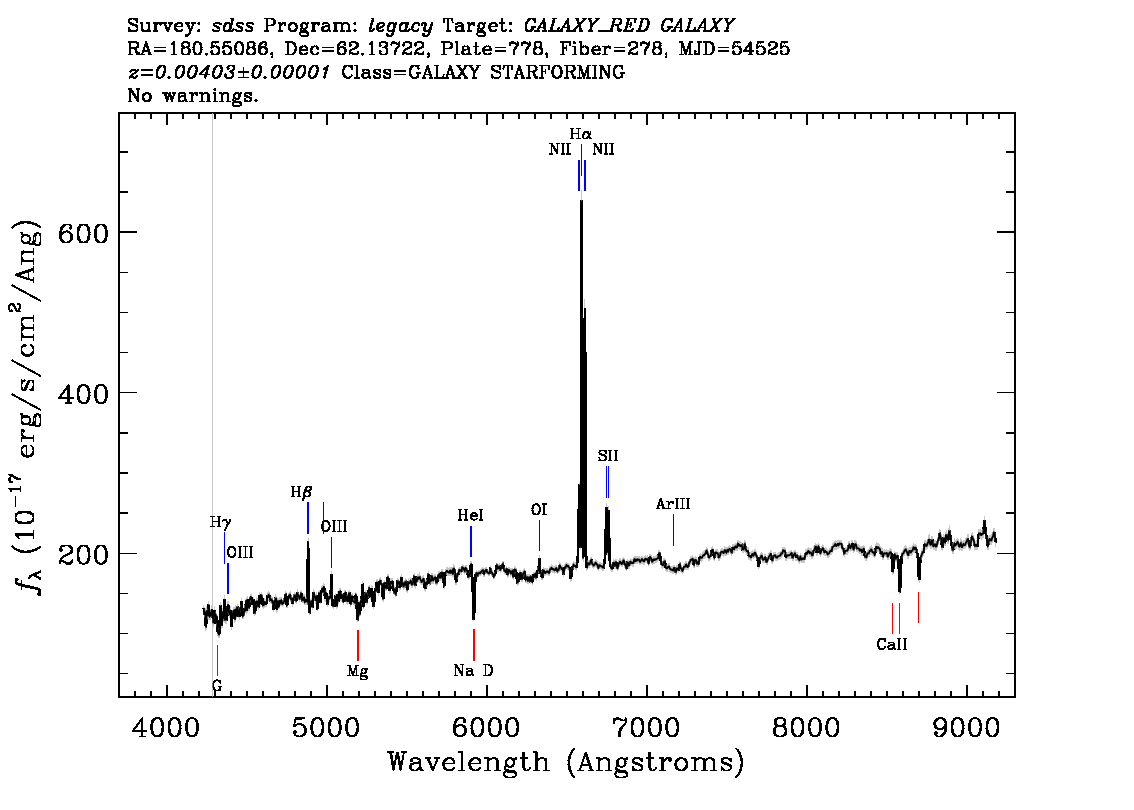 Survey: sdss Program: legacy Target: GALAXY_RED GALAXY
RA=180.55086, Dec=62.13722, Plate=778, Fiber=278, MJD=54525
z=0.00403±0.00001 Class=GALAXY STARFORMING
No warnings.
Hα
NII NII
600
400
SII
Hβ
OIII
HeI
OI
ArIII
Hγ
OIII
200
CaII
Mg
Na D
G
4000 5000 6000 7000 8000 9000
Wavelength (Angstroms)
f_λ (10^−17 erg/s/cm^2/Ang)